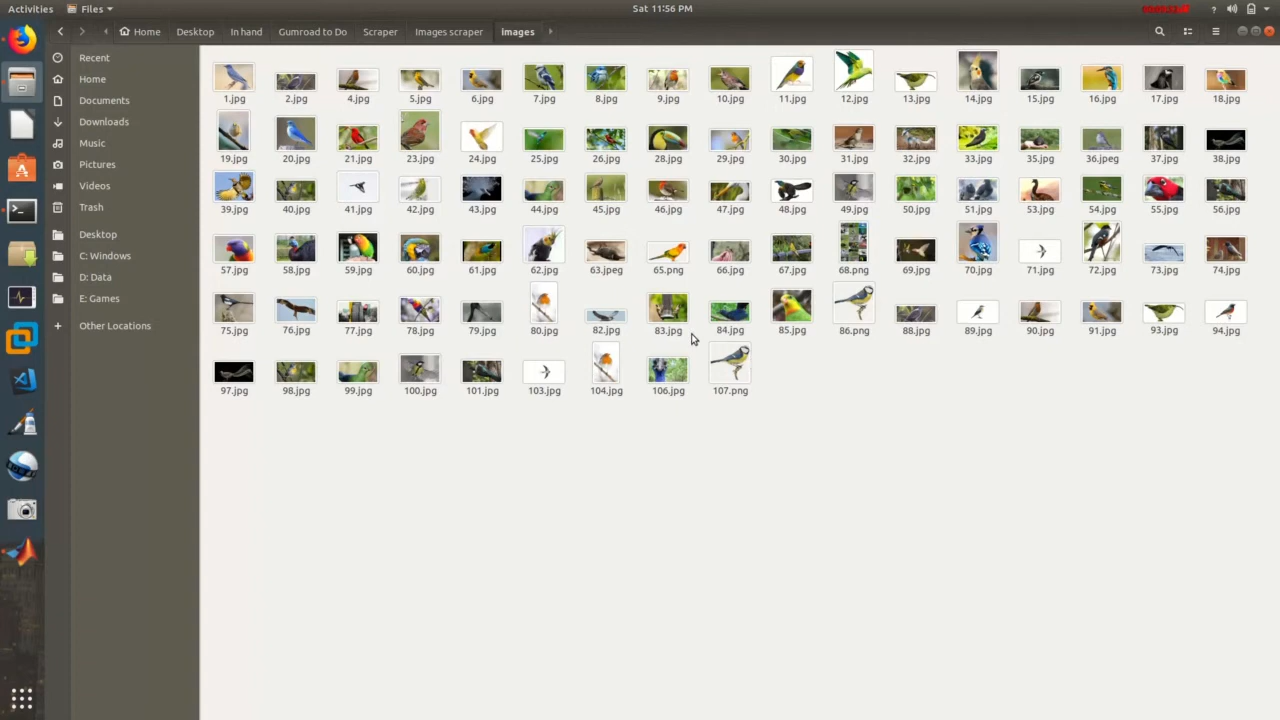 Activities Files Sat 11:56 PM
Home Desktop In hand Gumroad to Do Scraper Images scraper images
Recent
Home
Documents
Downloads
Music
Pictures
Videos
Trash
Desktop
C: Windows
D: Data
E: Games
Other Locations
1.jpg 2.jpg 4.jpg 5.jpg 6.jpg 7.jpg 8.jpg 9.jpg 10.jpg 11.jpg 12.jpg 13.jpg 14.jpg 15.jpg 16.jpg 17.jpg 18.jpg
19.jpg 20.jpg 21.jpg 23.jpg 24.jpg 25.jpg 26.jpg 28.jpg 29.jpg 30.jpg 31.jpg 32.jpg 33.jpg 35.jpg 36.jpeg 37.jpg 38.jpg
39.jpg 40.jpg 41.jpg 42.jpg 43.jpg 44.jpg 45.jpg 46.jpg 47.jpg 48.jpg 49.jpg 50.jpg 51.jpg 53.jpg 54.jpg 55.jpg 56.jpg
57.jpg 58.jpg 59.jpg 60.jpg 61.jpg 62.jpg 63.jpeg 65.png 66.jpg 67.jpg 68.png 69.jpg 70.jpg 71.jpg 72.jpg 73.jpg 74.jpg
75.jpg 76.jpg 77.jpg 78.jpg 79.jpg 80.jpg 82.jpg 83.jpg 84.jpg 85.jpg 86.png 88.jpg 89.jpg 90.jpg 91.jpg 93.jpg 94.jpg
97.jpg 98.jpg 99.jpg 100.jpg 101.jpg 103.jpg 104.jpg 106.jpg 107.png